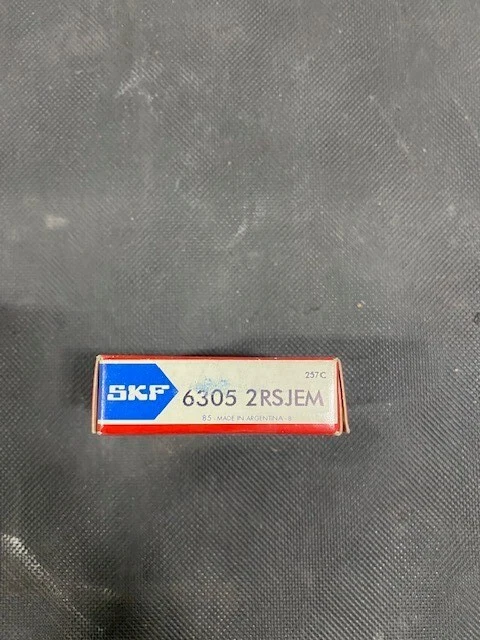 257C
SKF 6305 2RSJEM
85 MADE IN ARGENTINA